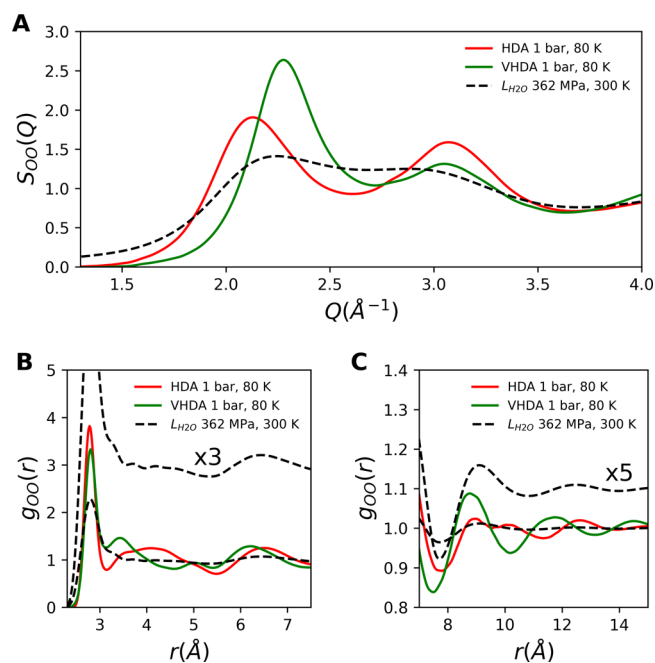 A
S_OO(Q)
3.0
2.5
2.0
1.5
1.0
0.5
0.0
HDA 1 bar, 80 K
VHDA 1 bar, 80 K
L_H2O 362 MPa, 300 K
1.5 2.0 2.5 3.0 3.5 4.0
Q(Å⁻¹)
B
g_OO(r)
5
4
3
2
1
0
HDA 1 bar, 80 K
VHDA 1 bar, 80 K
L_H2O 362 MPa, 300 K
x3
3 4 5 6 7
r(Å)
C
g_OO(r)
1.4
1.3
1.2
1.1
1.0
0.9
0.8
HDA 1 bar, 80 K
VHDA 1 bar, 80 K
L_H2O 362 MPa, 300 K
x5
8 10 12 14
r(Å)